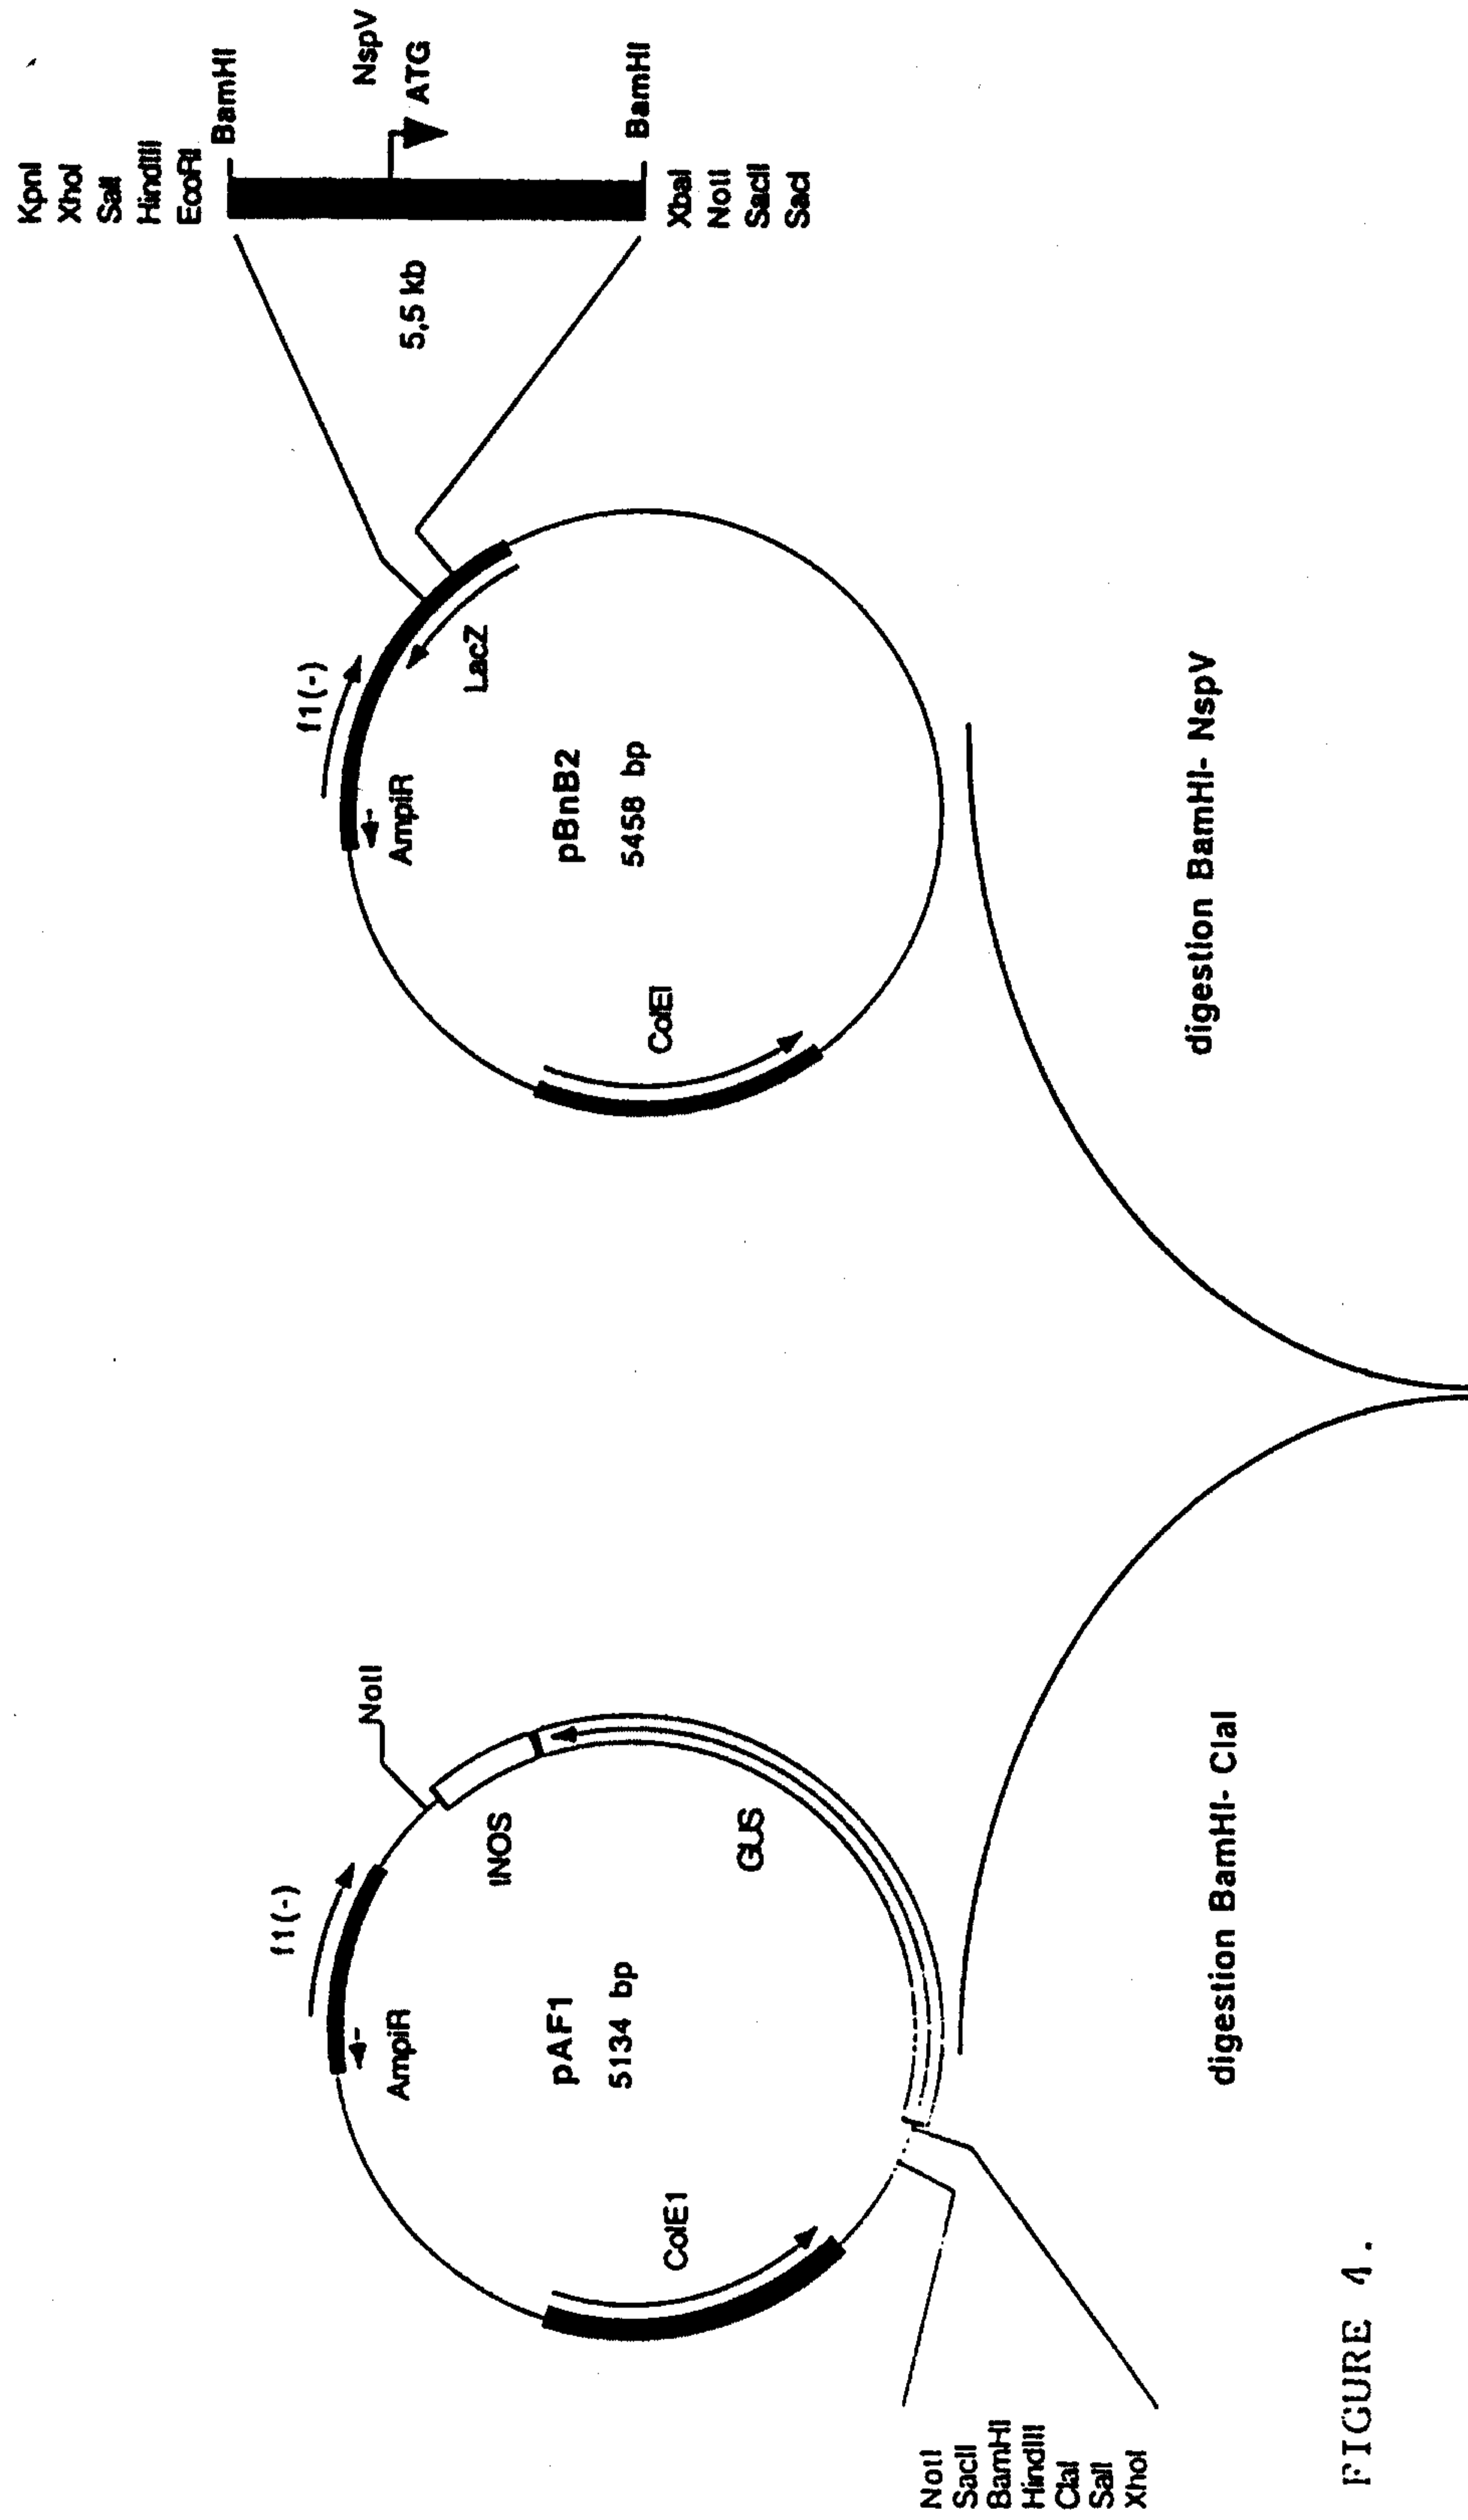 f1(-)
AmpiR
NotI
tNOS
pAF1
5134 bp
GUS
ColE1
NotI
SacII
BamHI
HindIII
ClaI
SalI
XhoI
digestion BamHI- ClaI
f1(-)
AmpiR
LacZ
pBnB2
5458 bp
ColEI
5,5 kb
KpnI
XhoI
SalI
HindIII
EcoRI
BamHI
NspV
ATG
BamHI
XbaI
NotI
SacII
SacI
digestion BamHI- NspV
FIGURE 4.